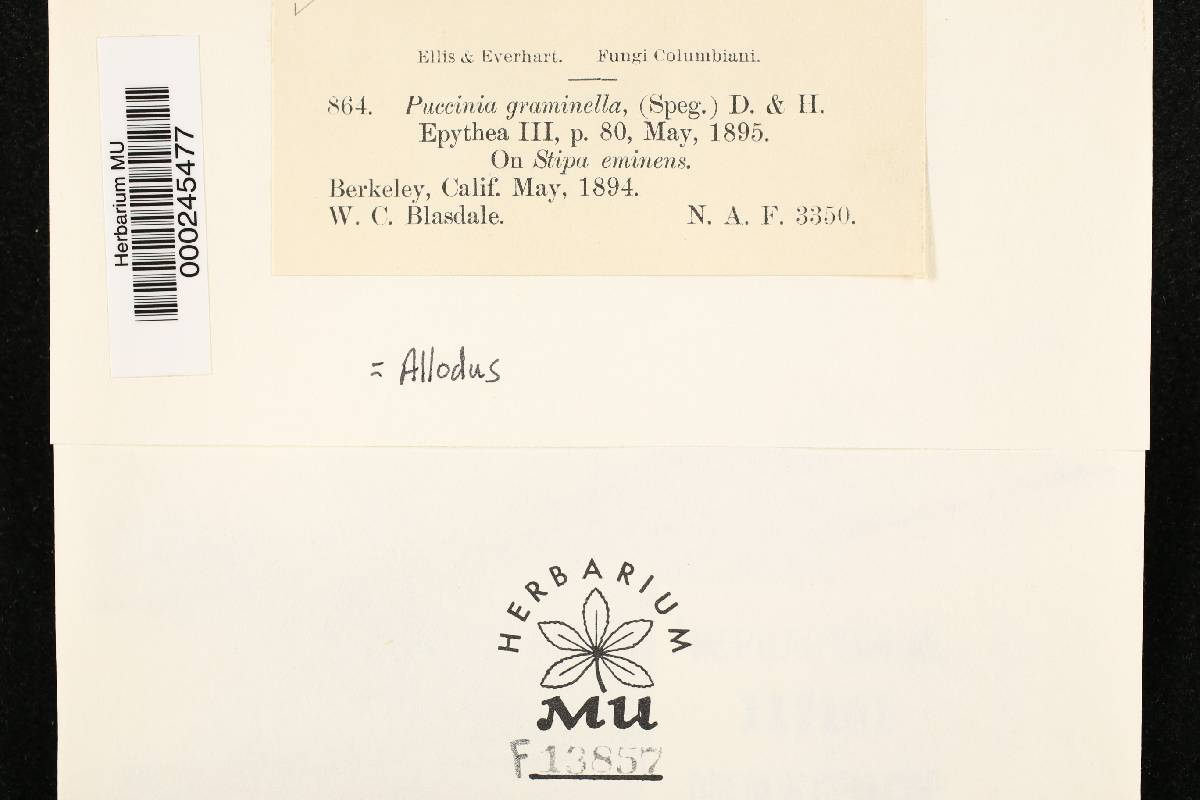 Ellis & Everhart. Fungi Columbiani.
864. Puccinia graminella, (Speg.) D. & H.
Epythea III, p. 80, May, 1895.
On Stipa eminens.
Berkeley, Calif. May, 1894.
W. C. Blasdale. N. A. F. 3350.
Herbarium MU
000245477
= Allodus
HERBARIUM
MU
F 13857